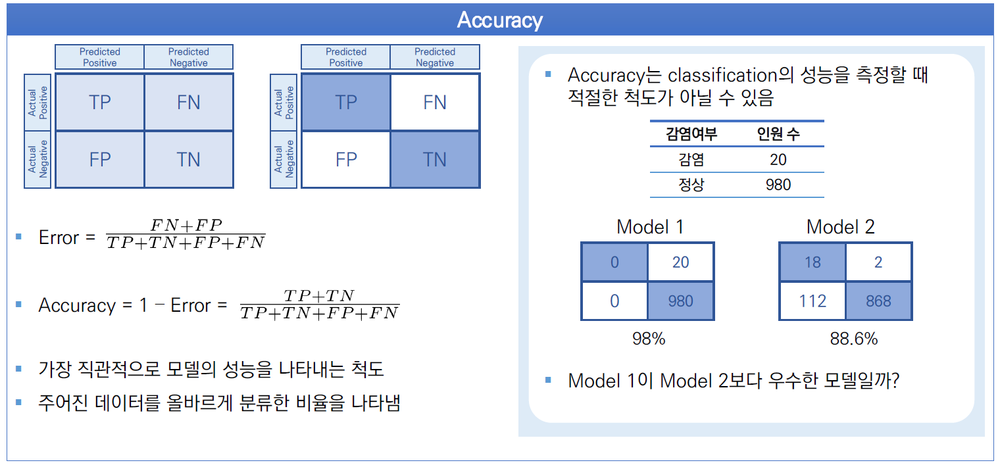 Accuracy
Predicted
Positive
Predicted
Negative
Actual
Positive
TP
FN
Actual
Negative
FP
TN
Predicted
Positive
Predicted
Negative
Actual
Positive
TP
FN
Actual
Negative
FP
TN
Error = \frac{FN+FP}{TP+TN+FP+FN}
Accuracy = 1 – Error = \frac{TP+TN}{TP+TN+FP+FN}
가장 직관적으로 모델의 성능을 나타내는 척도
주어진 데이터를 올바르게 분류한 비율을 나타냄
Accuracy는 classification의 성능을 측정할 때
적절한 척도가 아닐 수 있음
감염여부 인원 수
감염 20
정상 980
Model 1
0 20
0 980
98%
Model 2
18 2
112 868
88.6%
Model 1이 Model 2보다 우수한 모델일까?